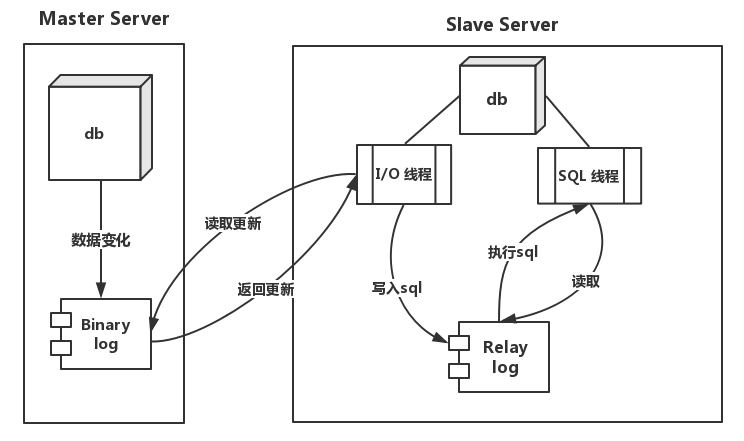 Master Server
Slave Server
db
db
I/O 线程
SQL 线程
读取更新
数据变化
执行sql
返回更新
写入sql
读取
Binary
log
Relay
log